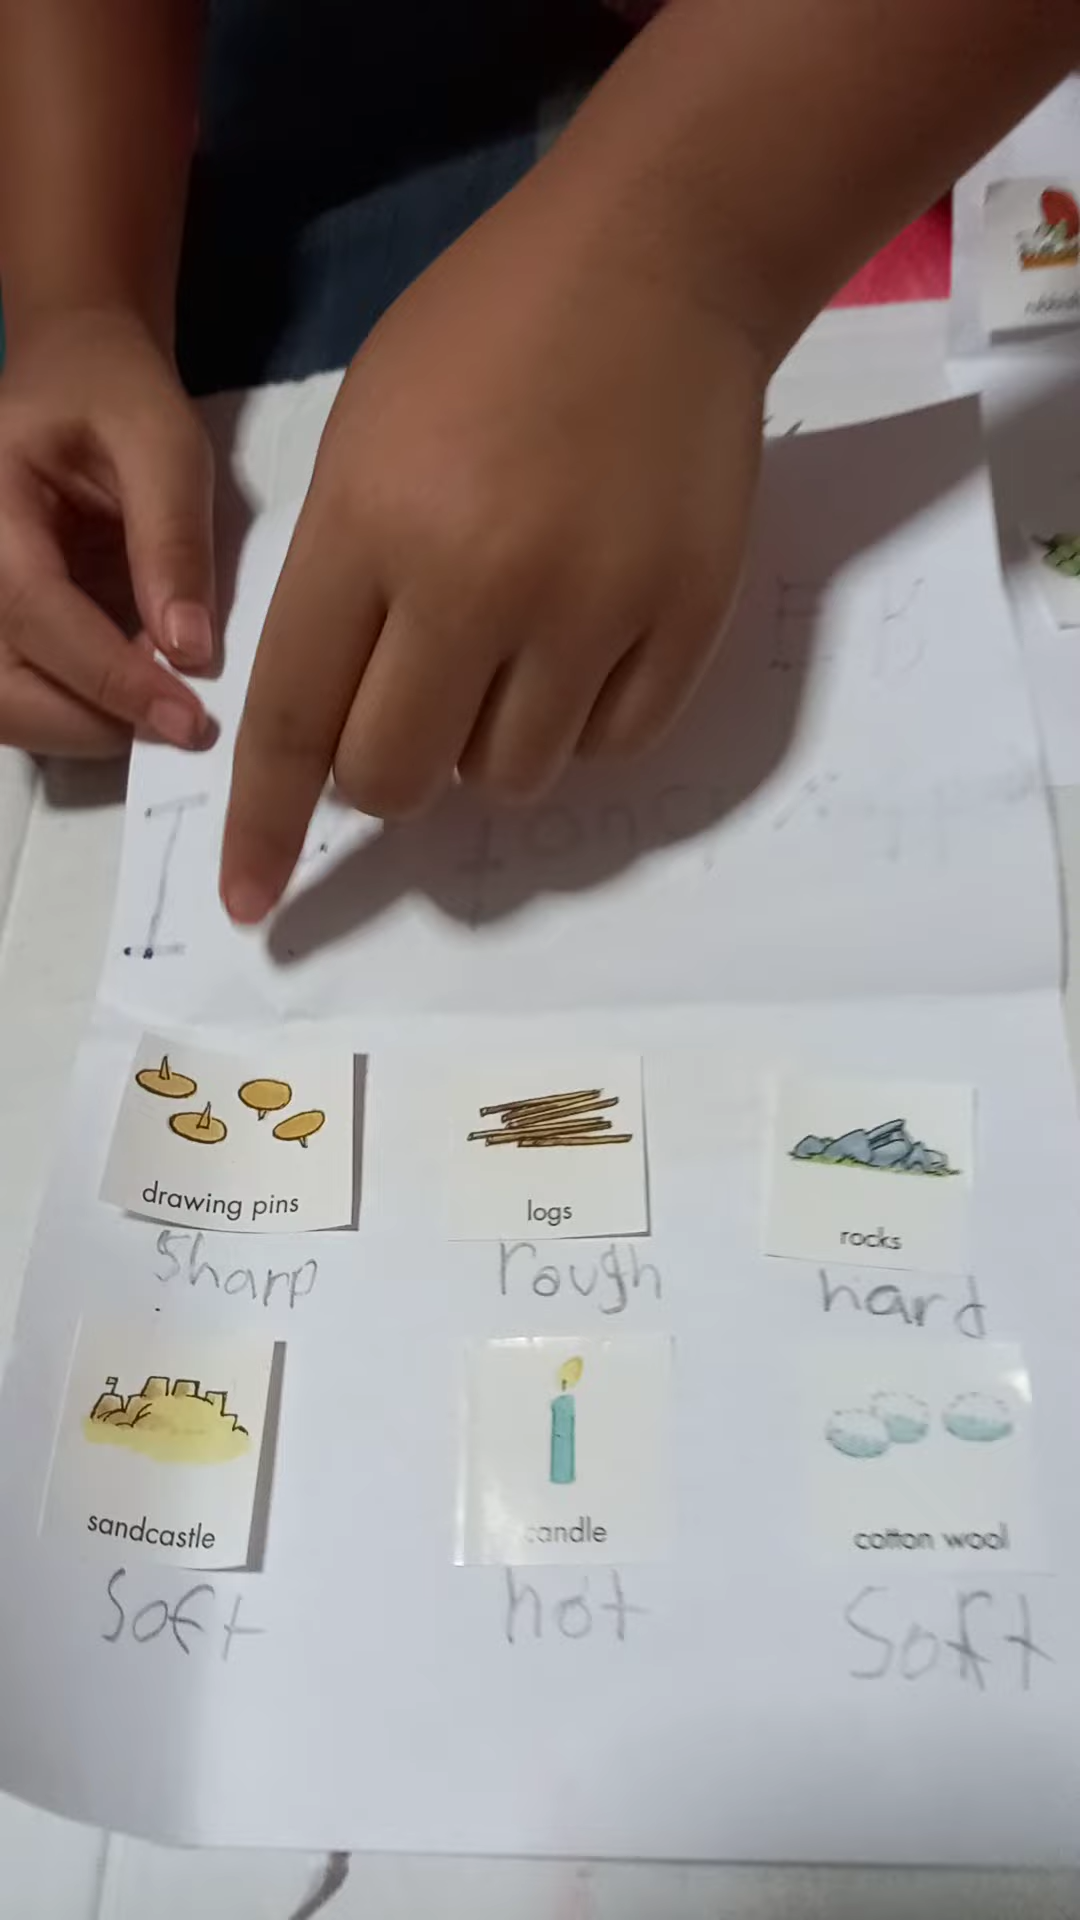 I
drawing pins logs rocks
Sharp rough hard
sandcastle candle cotton wool
Soft hot Soft